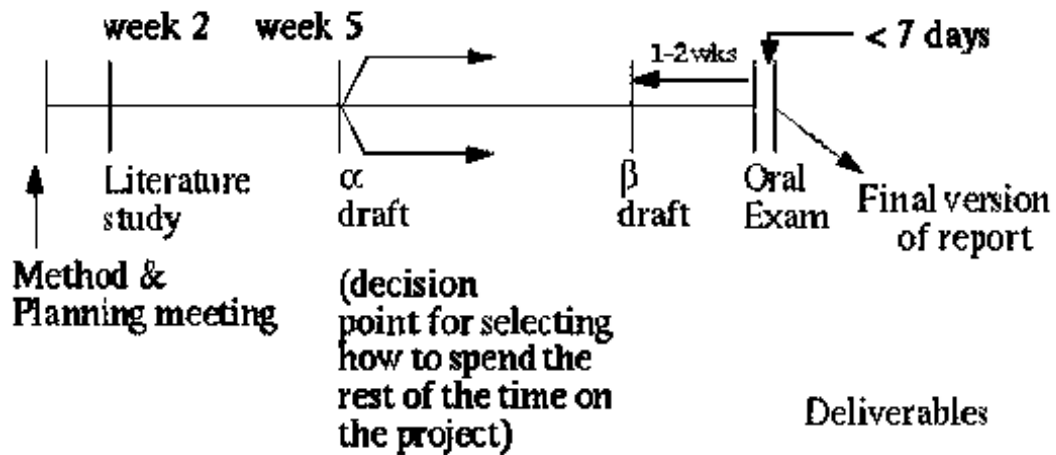 week 2
week 5
< 7 days
1-2 wks
Literature
study
α
draft
β
draft
Oral
Exam
Final version
of report
Method &
Planning meeting
(decision
point for selecting
how to spend the
rest of the time on
the project)
Deliverables